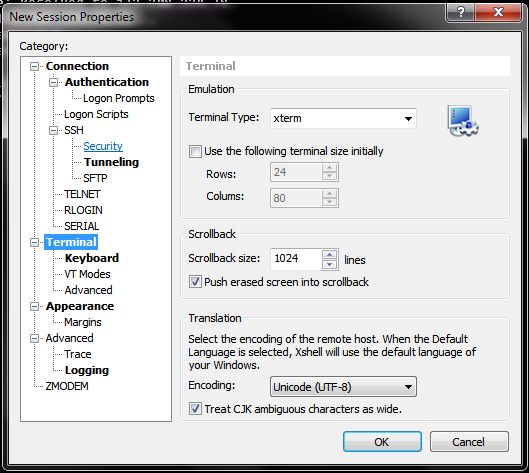 New Session Properties
Category:
Connection
Authentication
Logon Prompts
Logon Scripts
SSH
Security
Tunneling
SFTP
TELNET
RLOGIN
SERIAL
Terminal
Keyboard
VT Modes
Advanced
Appearance
Margins
Advanced
Trace
Logging
ZMODEM
Terminal
Emulation
Terminal Type: xterm
Use the following terminal size initially
Rows: 24
Colums: 80
Scrollback
Scrollback size: 1024 lines
Push erased screen into scrollback
Translation
Select the encoding of the remote host. When the Default
Language is selected, Xshell will use the default language of
your Windows.
Encoding: Unicode (UTF-8)
Treat CJK ambiguous characters as wide.
OK Cancel